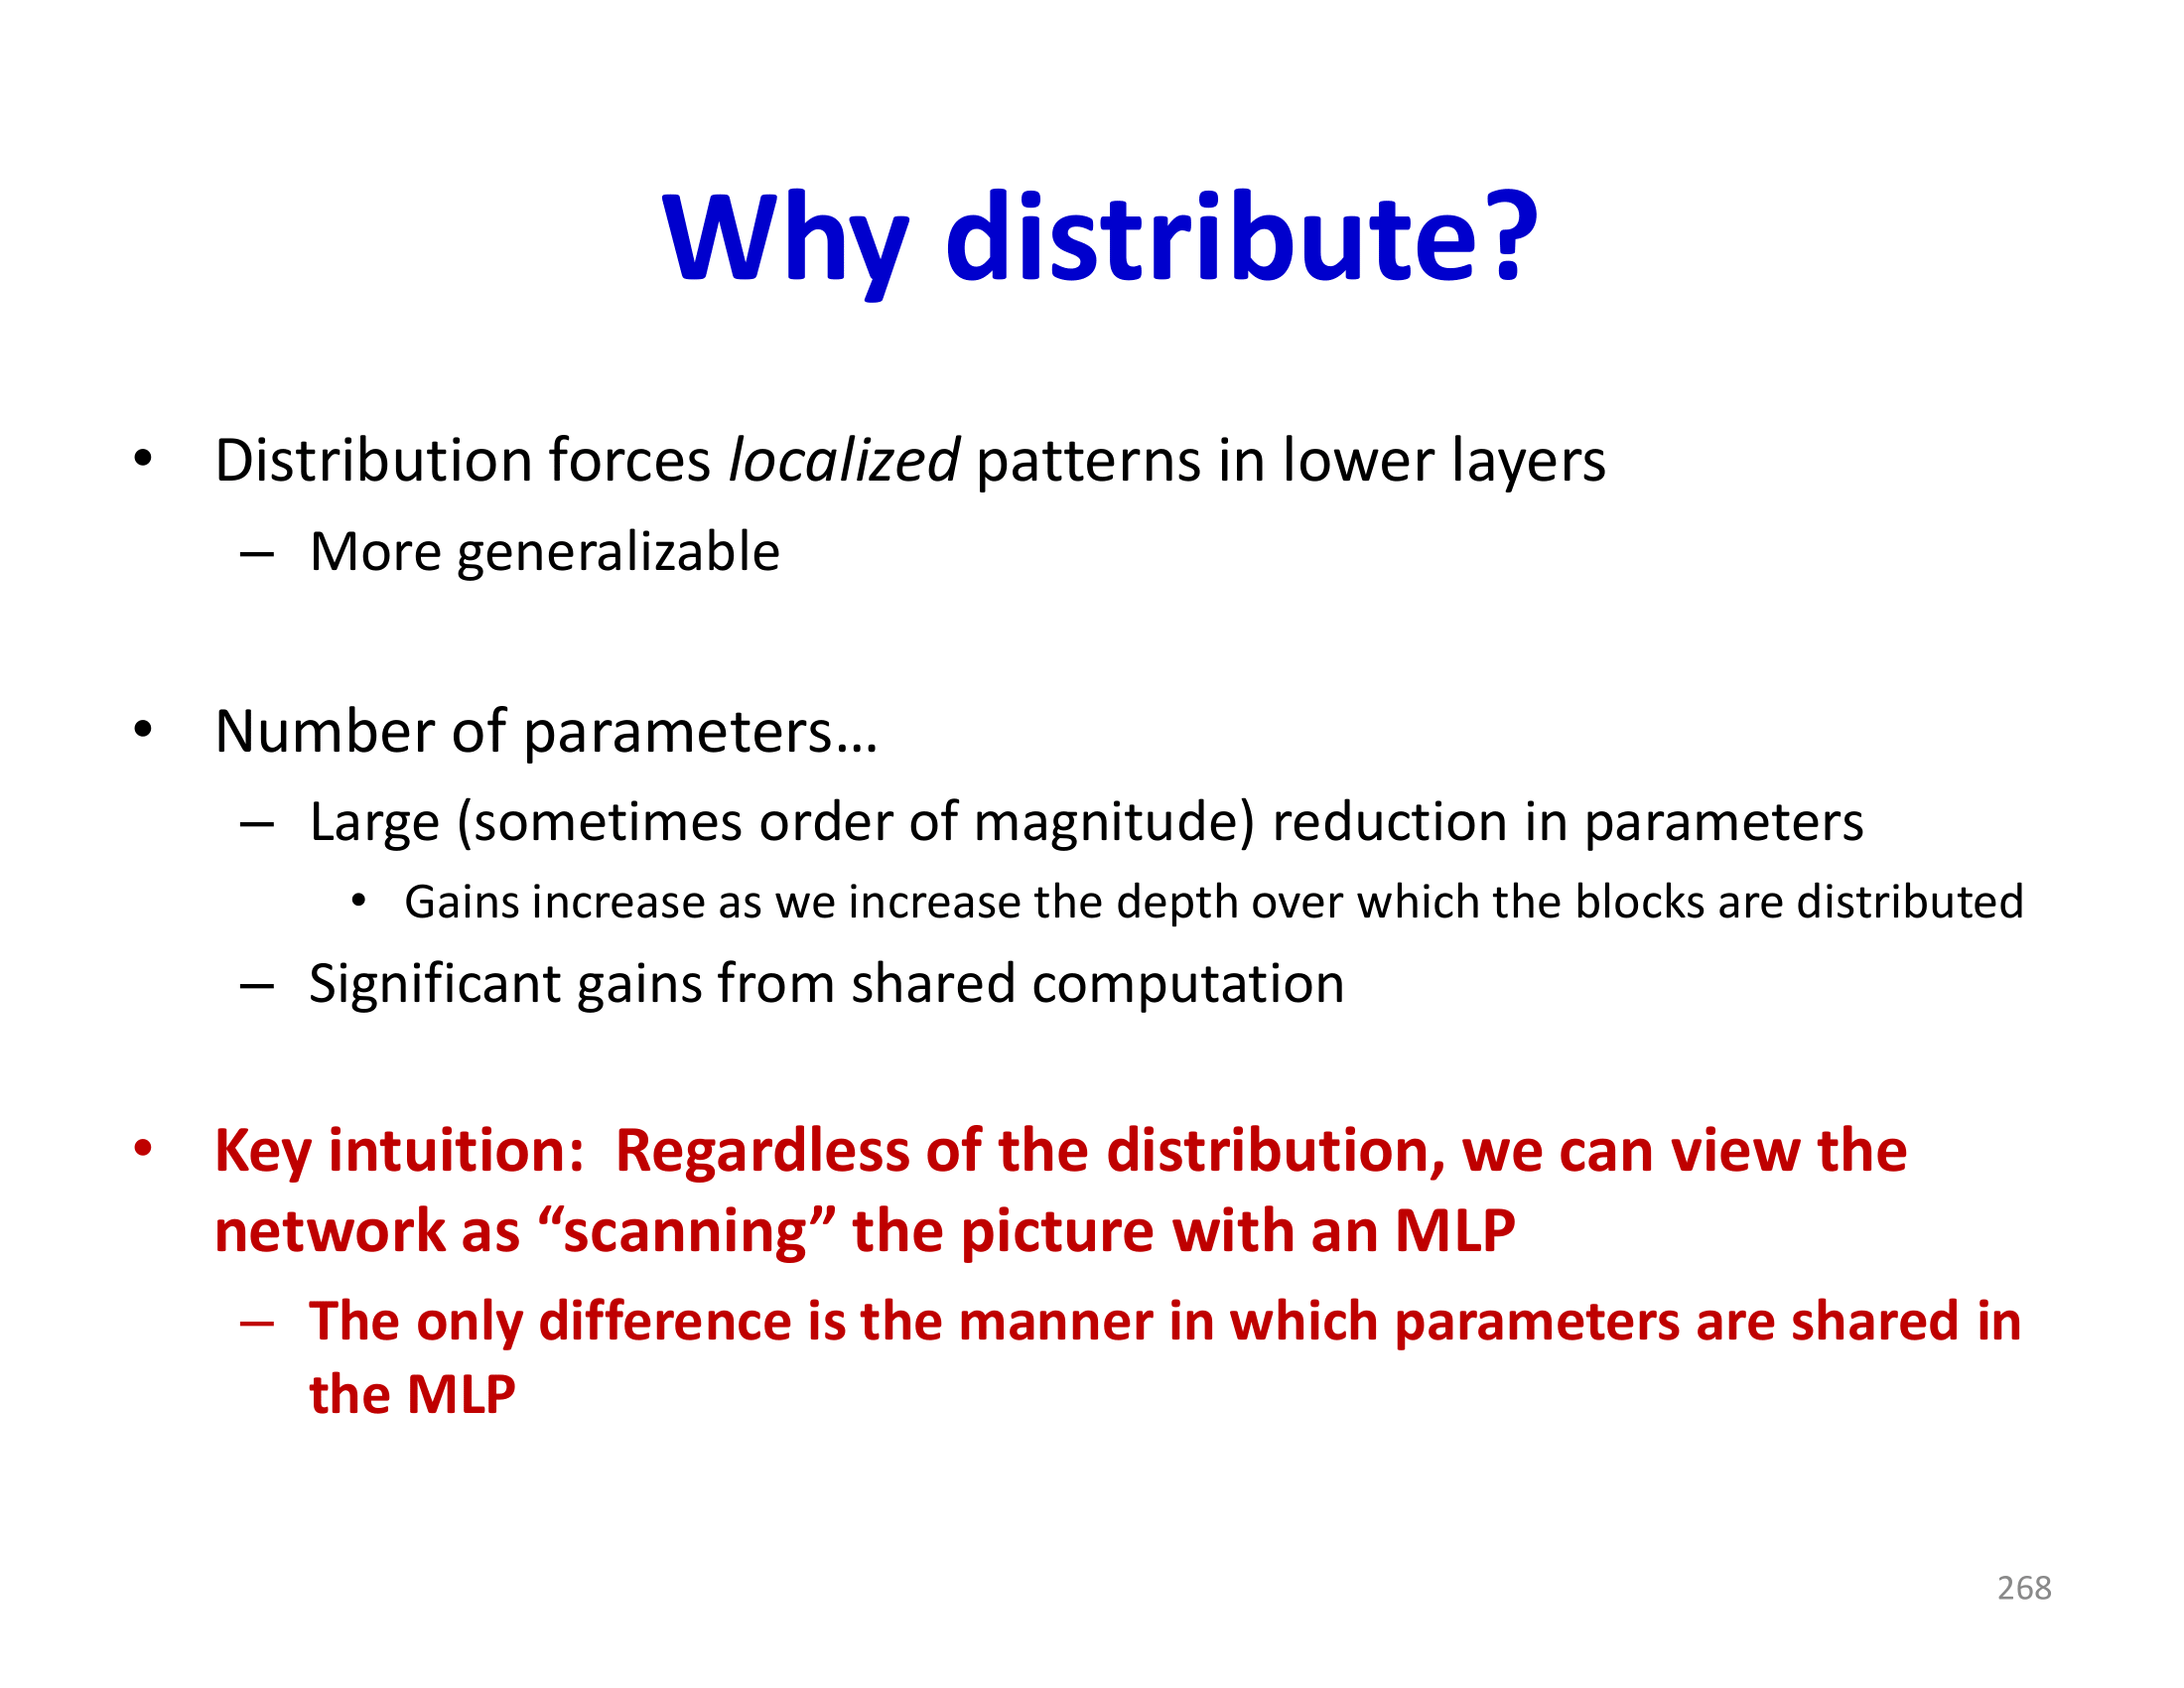 Why distribute?
• Distribution forces localized patterns in lower layers
– More generalizable
• Number of parameters…
– Large (sometimes order of magnitude) reduction in parameters
• Gains increase as we increase the depth over which the blocks are distributed
– Significant gains from shared computation
• Key intuition:  Regardless of the distribution, we can view the
network as “scanning” the picture with an MLP
– The only difference is the manner in which parameters are shared in
the MLP
268